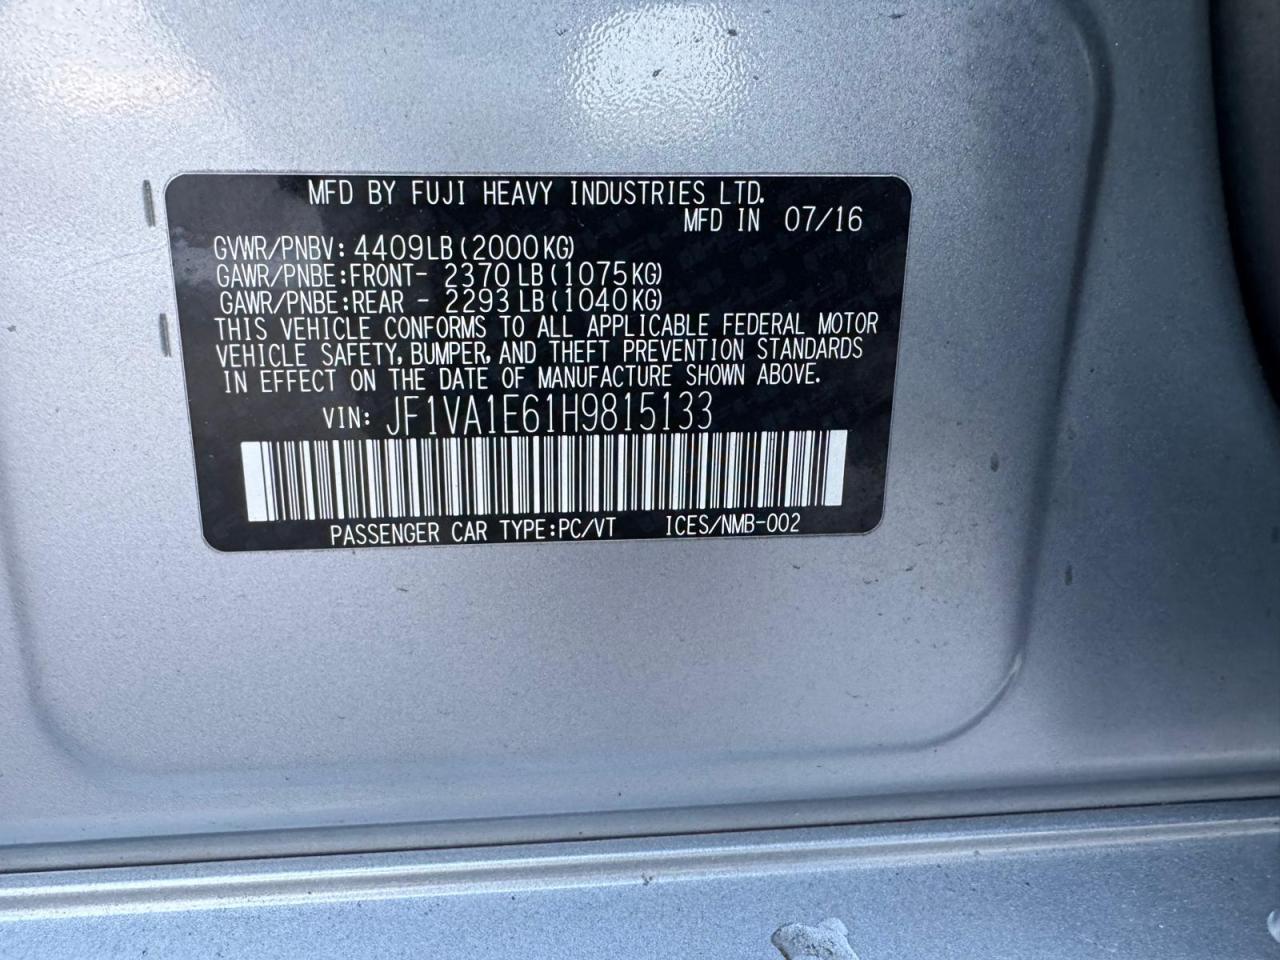 MFD BY FUJI HEAVY INDUSTRIES LTD.
MFD IN 07/16
GVWR/PNBV: 4409LB(2000KG)
GAWR/PNBE:FRONT- 2370LB(1075KG)
GAWR/PNBE:REAR - 2293LB(1040KG)
THIS VEHICLE CONFORMS TO ALL APPLICABLE FEDERAL MOTOR
VEHICLE SAFETY, BUMPER, AND THEFT PREVENTION STANDARDS
IN EFFECT ON THE DATE OF MANUFACTURE SHOWN ABOVE.
VIN: JF1VA1E61H9815133
PASSENGER CAR TYPE:PC/VT ICES/NMB-002